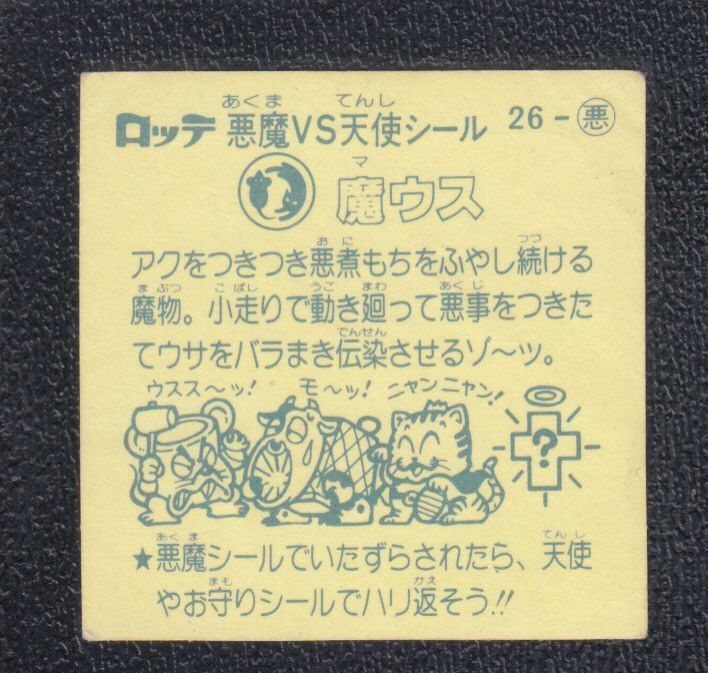 ロッテ 悪魔VS天使シール 26-悪
あくま てんし
マ
魔ウス
おに つづ
アクをつきつき悪煮もちをふやし続ける
まぶつ こばし うご まわ あくじ
魔物。小走りで動き廻って悪事をつきた
でんせん
てウサをバラまき伝染させるゾ〜ッ。
ウスス〜ッ! モ〜ッ! ニャンニャン!
?
あくま てんし
★悪魔シールでいたずらされたら、天使
まも かえ
やお守りシールでハリ返そう!!